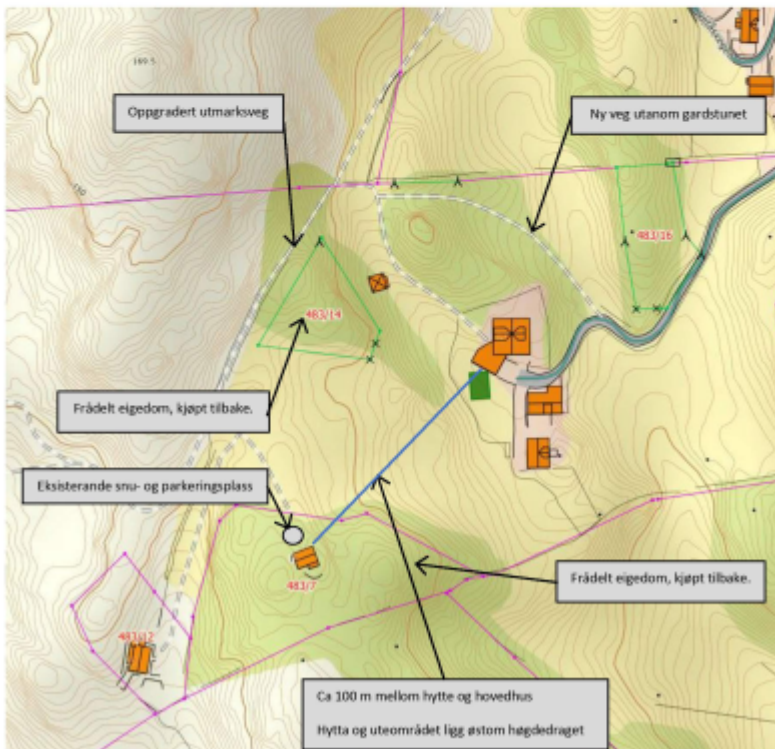 169.5
Oppgradert utmarksveg
Ny veg utanom gardstunet
150
483/16
483/14
Frådelt eigedom, kjøpt tilbake.
Eksisterande snu- og parkeringsplass
Frådelt eigedom, kjøpt tilbake.
483/7
483/12
Ca 100 m mellom hytte og hovedhus
Hytta og uteområdet ligg østom høgdedraget